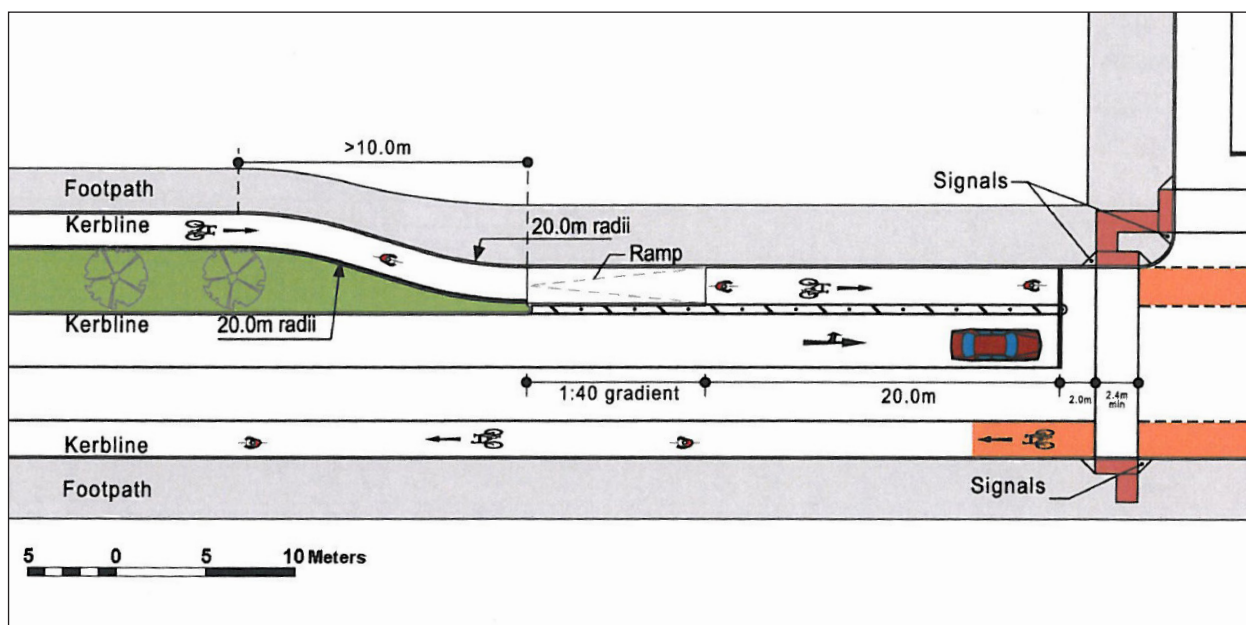 >10.0m
Footpath
Kerbline
Signals
20.0m radii
Ramp
Kerbline
20.0m radii
1:40 gradient
20.0m
2.0m
2.4m
min
Kerbline
Footpath
Signals
5 0 5 10 Meters